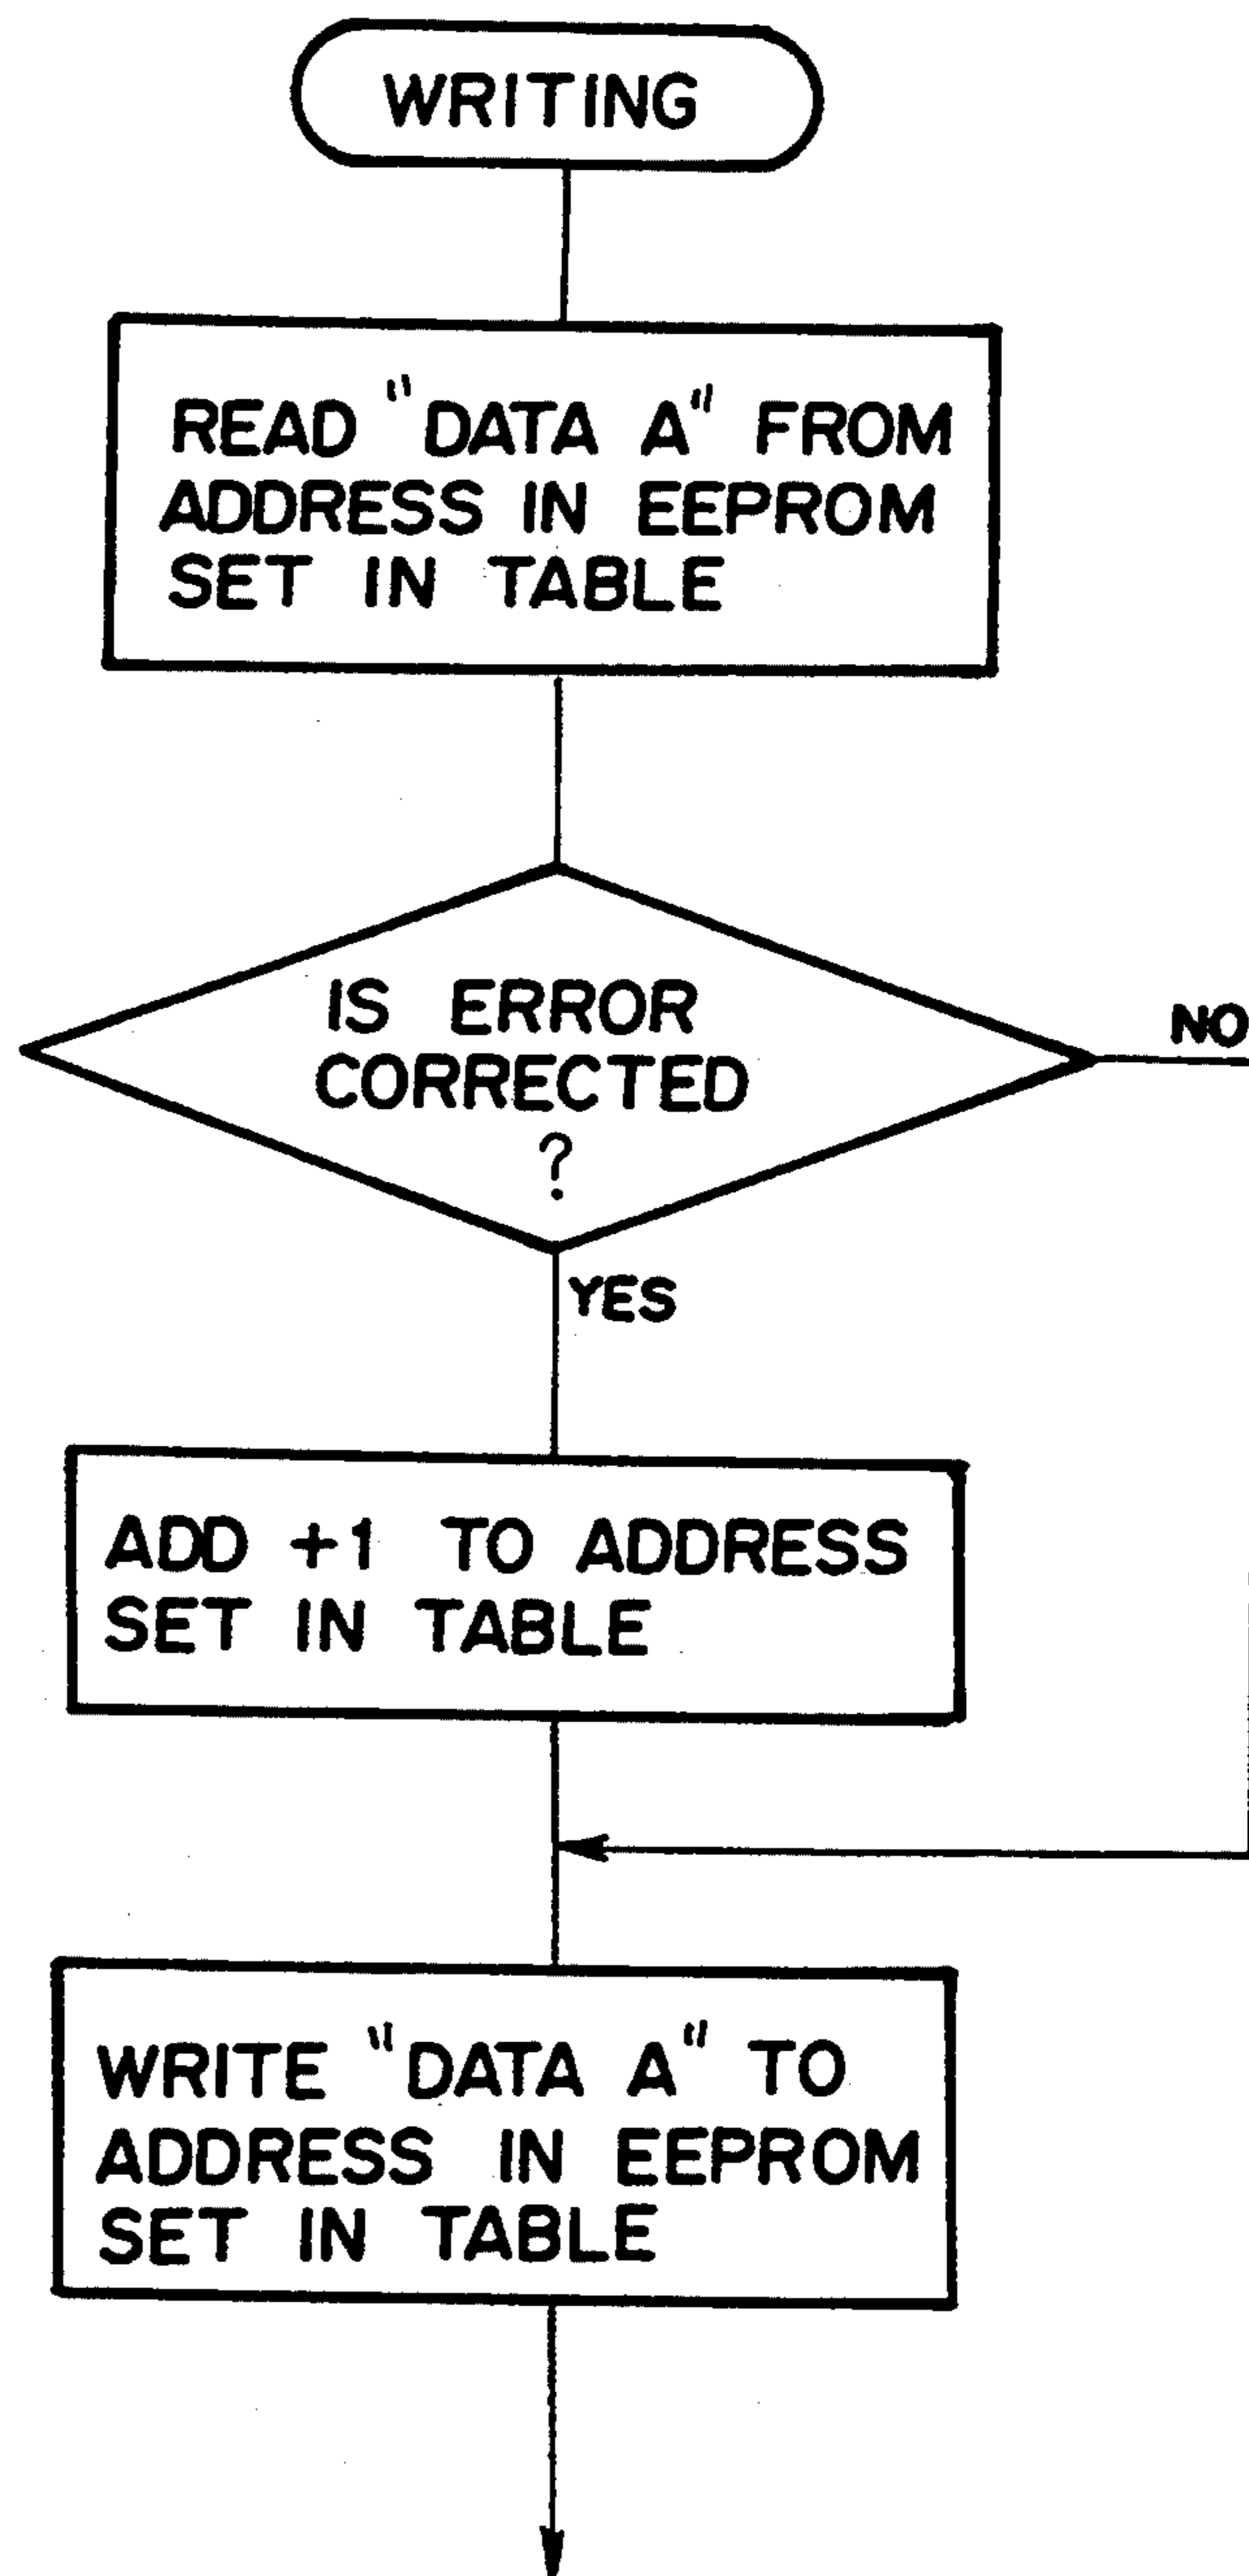 WRITING
READ "DATA A" FROM
ADDRESS IN EEPROM
SET IN TABLE
IS ERROR
CORRECTED
?
NO
YES
ADD +1 TO ADDRESS
SET IN TABLE
WRITE "DATA A" TO
ADDRESS IN EEPROM
SET IN TABLE